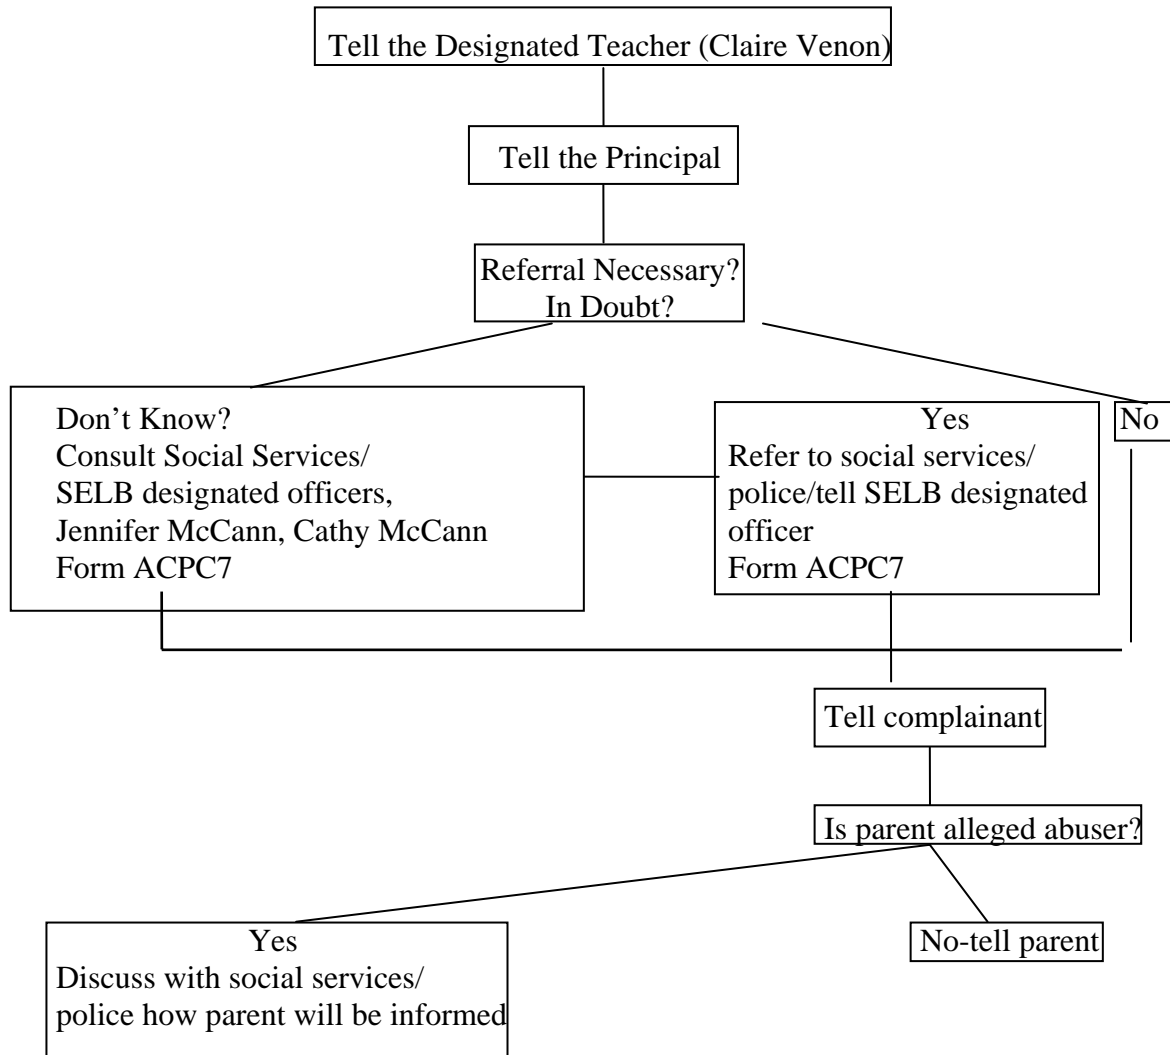 Tell the Designated Teacher (Claire Venon)
Tell the Principal
Referral Necessary?
In Doubt?
Don’t Know?
Consult Social Services/
SELB designated officers,
Jennifer McCann, Cathy McCann
Form ACPC7
Yes
Refer to social services/
police/tell SELB designated
officer
Form ACPC7
No
Tell complainant
Is parent alleged abuser?
Yes
Discuss with social services/
police how parent will be informed
No-tell parent